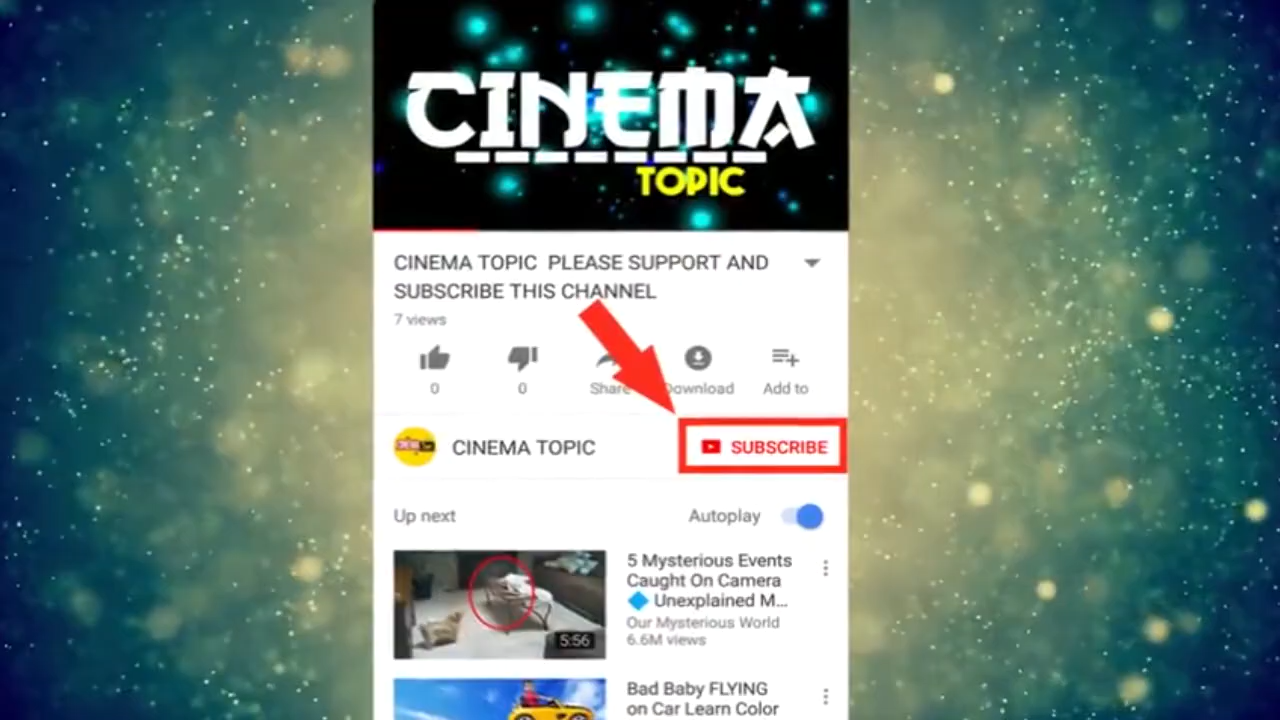 CINEMA
TOPIC
CINEMA TOPIC PLEASE SUPPORT AND
SUBSCRIBE THIS CHANNEL
7 views
0
0
Share
Download
Add to
CINEMA TOPIC
SUBSCRIBE
Up next
Autoplay
5 Mysterious Events
Caught On Camera
🔷 Unexplained M...
Our Mysterious World
6.6M views
5:56
Bad Baby FLYING
on Car Learn Color